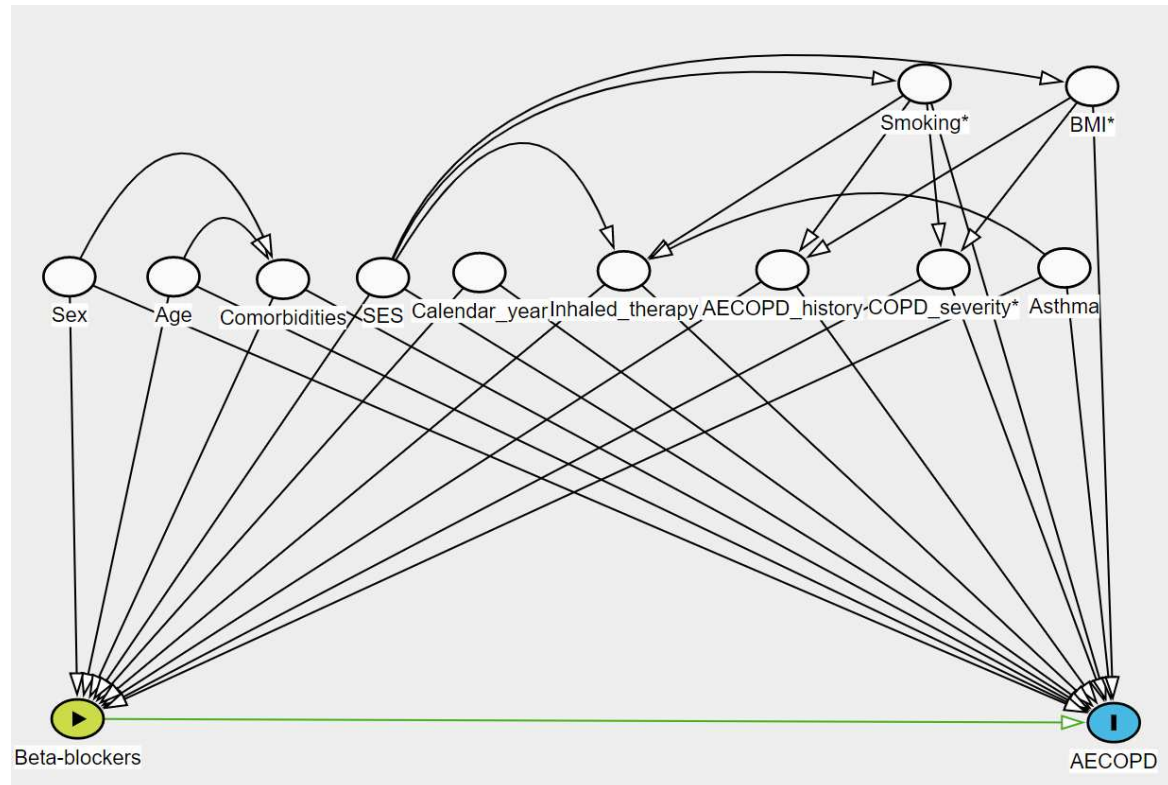 Smoking*
BMI*
Sex
Age
Comorbidities
SES
Calendar_year
Inhaled_therapy
AECOPD_history
COPD_severity*
Asthma
Beta-blockers
AECOPD